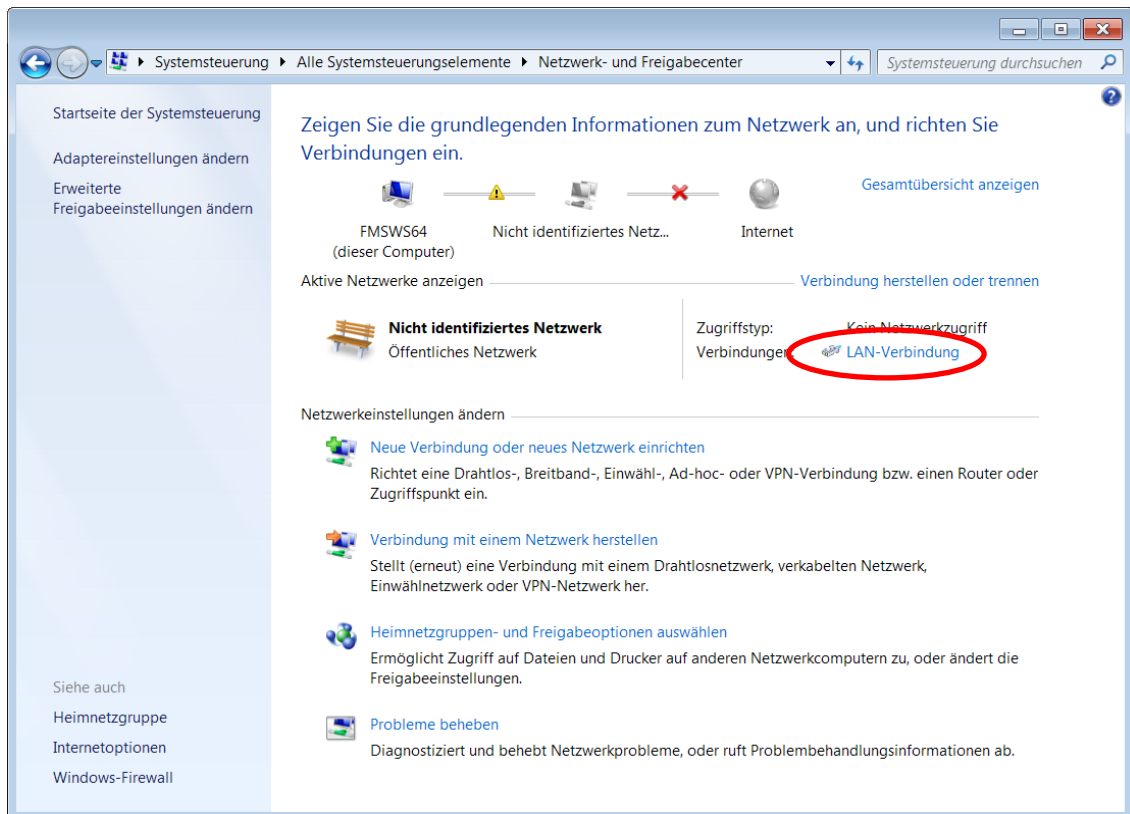 Systemsteuerung Alle Systemsteuerungselemente Netzwerk- und Freigabecenter Systemsteuerung durchsuchen
Startseite der Systemsteuerung
Adaptereinstellungen ändern
Erweiterte
Freigabeeinstellungen ändern
Zeigen Sie die grundlegenden Informationen zum Netzwerk an, und richten Sie
Verbindungen ein.
Gesamtübersicht anzeigen
FMSWS64 Nicht identifiziertes Netz... Internet
(dieser Computer)
Aktive Netzwerke anzeigen Verbindung herstellen oder trennen
Nicht identifiziertes Netzwerk Zugriffstyp: Kein Netzwerkzugriff
Öffentliches Netzwerk Verbindungen: LAN-Verbindung
Netzwerkeinstellungen ändern
Neue Verbindung oder neues Netzwerk einrichten
Richtet eine Drahtlos-, Breitband-, Einwähl-, Ad-hoc- oder VPN-Verbindung bzw. einen Router oder
Zugriffspunkt ein.
Verbindung mit einem Netzwerk herstellen
Stellt (erneut) eine Verbindung mit einem Drahtlosnetzwerk, verkabelten Netzwerk,
Einwählnetzwerk oder VPN-Netzwerk her.
Heimnetzgruppen- und Freigabeoptionen auswählen
Ermöglicht Zugriff auf Dateien und Drucker auf anderen Netzwerkcomputern zu, oder ändert die
Freigabeeinstellungen.
Probleme beheben
Diagnostiziert und behebt Netzwerkprobleme, oder ruft Problembehandlungsinformationen ab.
Siehe auch
Heimnetzgruppe
Internetoptionen
Windows-Firewall